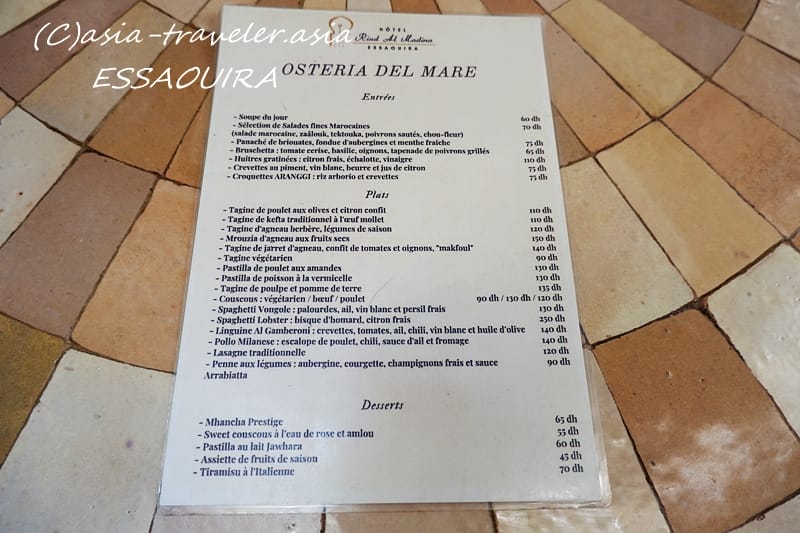 (C)asia-traveler.asia
ESSAOUIRA
HÔTEL
Riad Al Madina
ESSAOUIRA
OSTERIA DEL MARE
Entrées
- Soupe du jour 60 dh
- Sélection de Salades fines Marocaines 70 dh
(salade marocaine, zaâlouk, tektouka, poivrons sautés, chou-fleur)
- Panaché de briouates, fondue d'aubergines et menthe fraiche 75 dh
- Bruschetta : tomate cerise, basilic, oignons, tapenade de poivrons grillés 65 dh
- Huitres gratinées : citron frais, échalotte, vinaigre 110 dh
- Crevettes au piment, vin blanc, beurre et jus de citron 75 dh
- Croquettes ARANGGI : riz arborio et crevettes 75 dh
Plats
- Tagine de poulet aux olives et citron confit 110 dh
- Tagine de kefta traditionnel à l'œuf mollet 110 dh
- Tagine d'agneau berbère, légumes de saison 120 dh
- Mrouzia d'agneau aux fruits secs 150 dh
- Tagine de jarret d'agneau, confit de tomates et oignons, "makfoul" 140 dh
- Tagine végétarien 90 dh
- Pastilla de poulet aux amandes 130 dh
- Pastilla de poisson à la vermicelle 130 dh
- Tagine de poulpe et pomme de terre 135 dh
- Couscous : végétarien / bœuf / poulet 90 dh / 130 dh / 120 dh
- Spaghetti Vongole : palourdes, ail, vin blanc et persil frais 130 dh
- Spaghetti Lobster : bisque d'homard, citron frais 250 dh
- Linguine Al Gamberoni : crevettes, tomates, ail, chili, vin blanc et huile d'olive 140 dh
- Pollo Milanese : escalope de poulet, chili, sauce d'ail et fromage 140 dh
- Lasagne traditionnelle 120 dh
- Penne aux légumes : aubergine, courgette, champignons frais et sauce 90 dh
Arrabiatta
Desserts
- Mhancha Prestige 65 dh
- Sweet couscous à l'eau de rose et amlou 55 dh
- Pastilla au lait Jawhara 60 dh
- Assiette de fruits de saison 45 dh
- Tiramisu à l'Italienne 70 dh